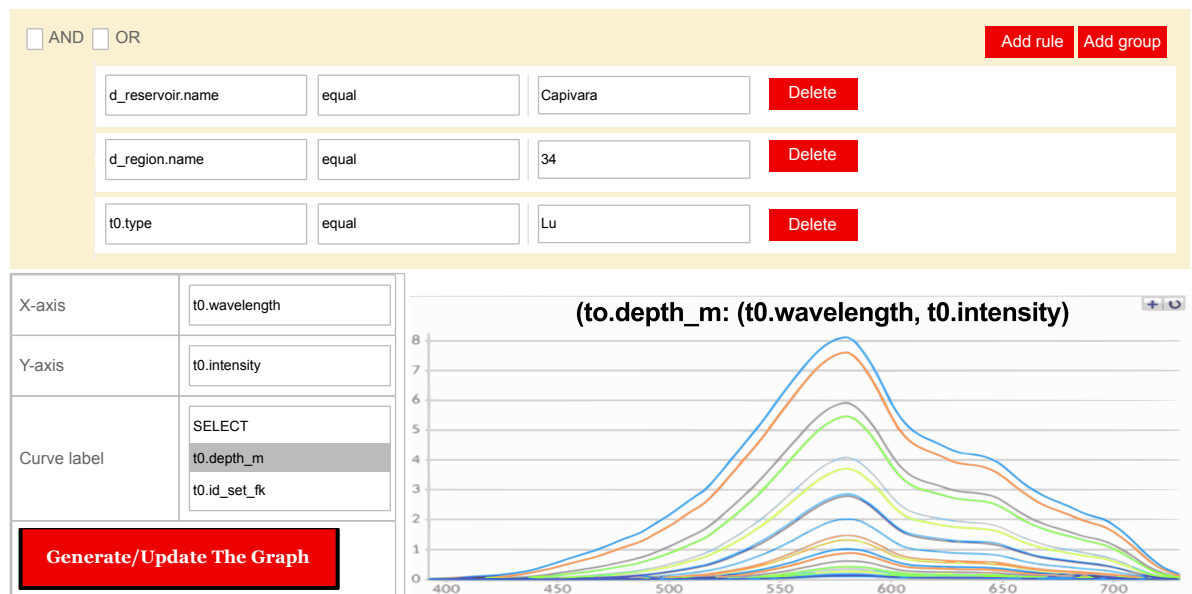 AND OR Add rule Add group
d_reservoir.name equal Capivara Delete
d_region.name equal 34 Delete
t0.type equal Lu Delete
X-axis t0.wavelength
Y-axis t0.intensity
Curve label
SELECT
t0.depth_m
t0.id_set_fk
Generate/Update The Graph
(to.depth_m: (t0.wavelength, t0.intensity)
8
7
6
5
4
3
2
1
0
400 450 500 550 600 650 700